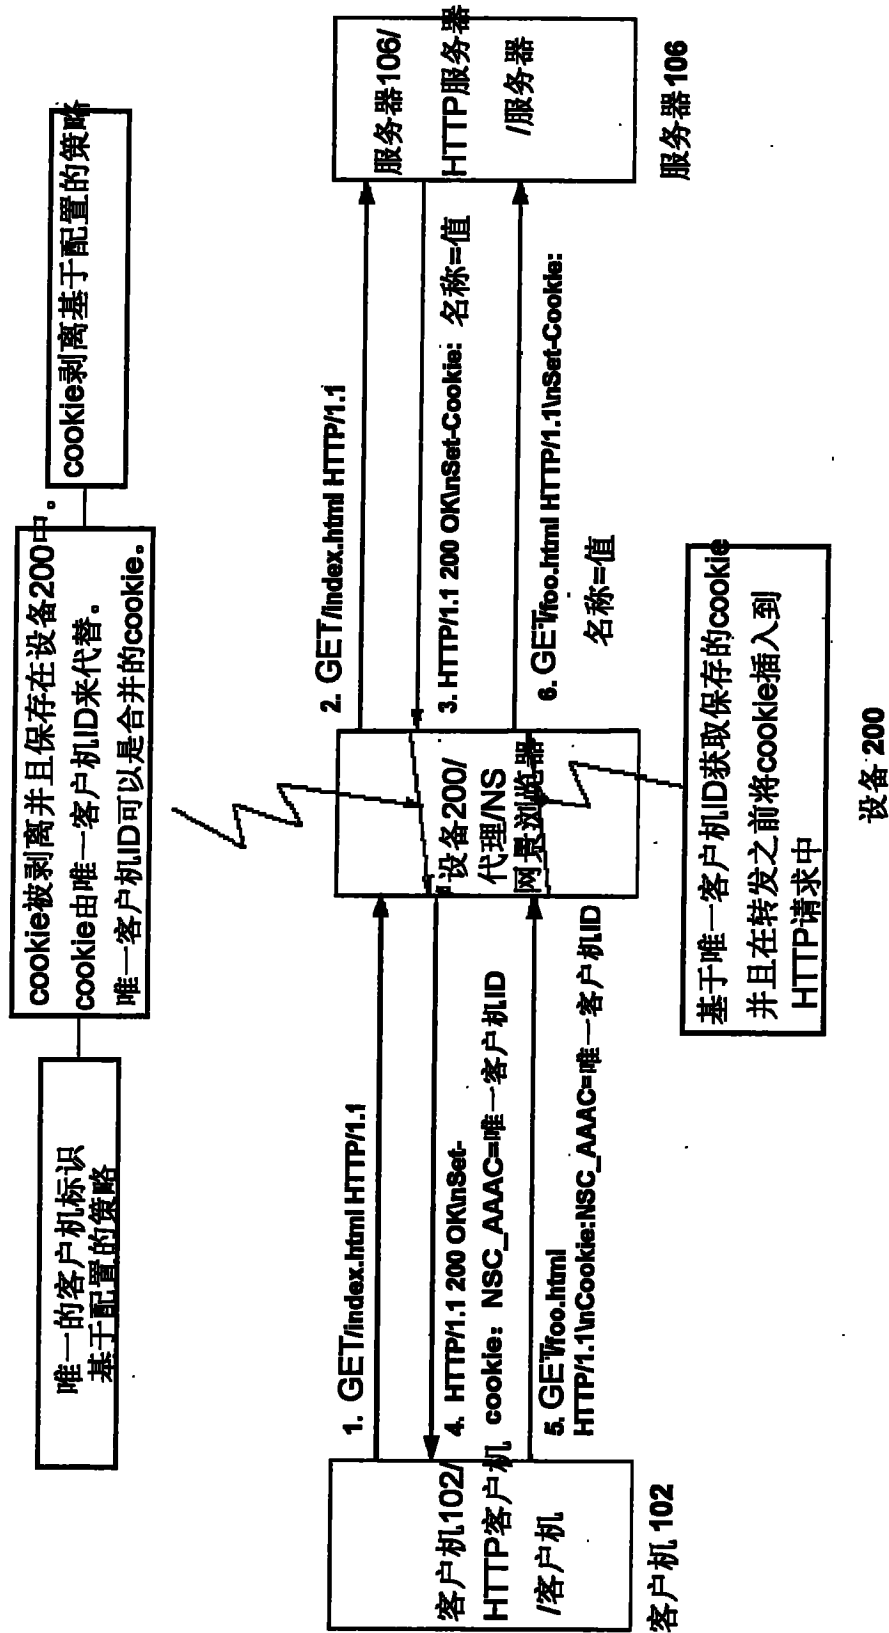 唯一的客户机标识
基于配置的策略
cookie被剥离并且保存在设备200中。
cookie由唯一客户机ID来代替。
唯一客户机ID可以是合并的cookie。
cookie剥离基于配置的策略
1. GET/index.html HTTP/1.1
2. GET/index.html HTTP/1.1
客户机102/
HTTP客户机
/客户机
设备200/
代理/NS
网景浏览器
服务器106/
HTTP服务器
/服务器
4. HTTP/1.1 200 OK\nSet-
cookie: NSC_AAAC=唯一客户机ID
3. HTTP/1.1 200 OK\nSet-Cookie: 名称=值
5. GET/foo.html
HTTP/1.1\nCookie:NSC_AAAC=唯一客户机ID
6. GET/foo.html HTTP/1.1\nSet-Cookie:
名称=值
客户机 102
服务器106
基于唯一客户机ID获取保存的cookie
并且在转发之前将cookie插入到
HTTP请求中
设备 200